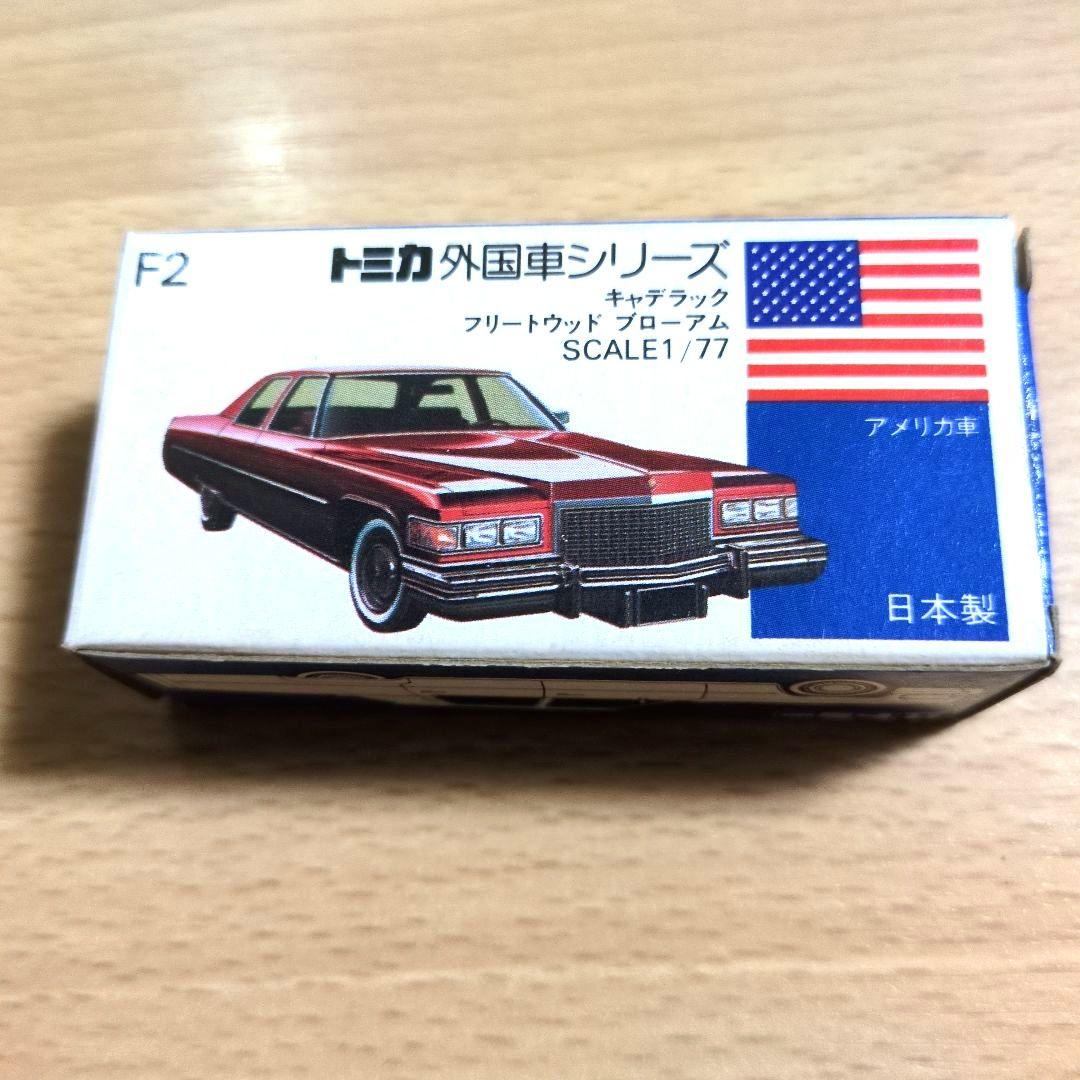 F2
トミカ 外国車シリーズ
キャデラック
フリートウッド ブローアム
SCALE1/77
アメリカ車
日本製